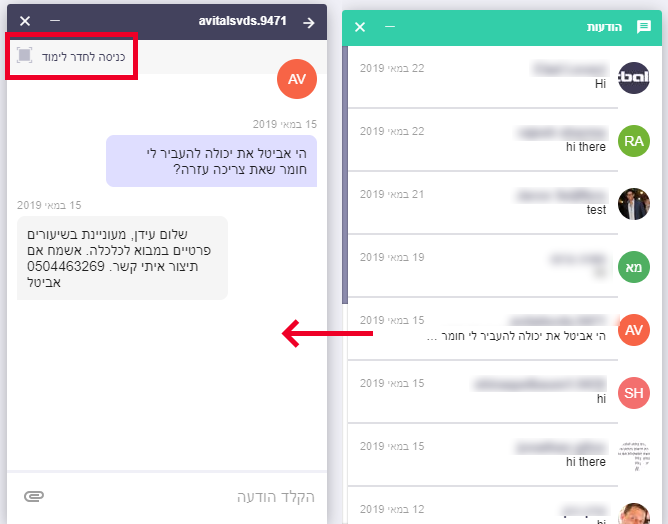 הודעות
22 במאי 2019
Hi
22 במאי 2019
RA
hi there
21 במאי 2019
test
19 במאי 2019
מא
15 במאי 2019
AV
הי אביטל את יכולה להעביר לי חומר ...
15 במאי 2019
SH
hi
15 במאי 2019
hi there
12 במאי 2019
hi
avitalsvds.9471
כניסה לחדר לימוד
AV
15 במאי 2019
הי אביטל את יכולה להעביר לי
חומר שאת צריכה עזרה?
15 במאי 2019
שלום עידן, מעוניינת בשיעורים
פרטיים במבוא לכלכלה. אשמח אם
תיצור איתי קשר. 0504463269
אביטל
הקלד הודעה